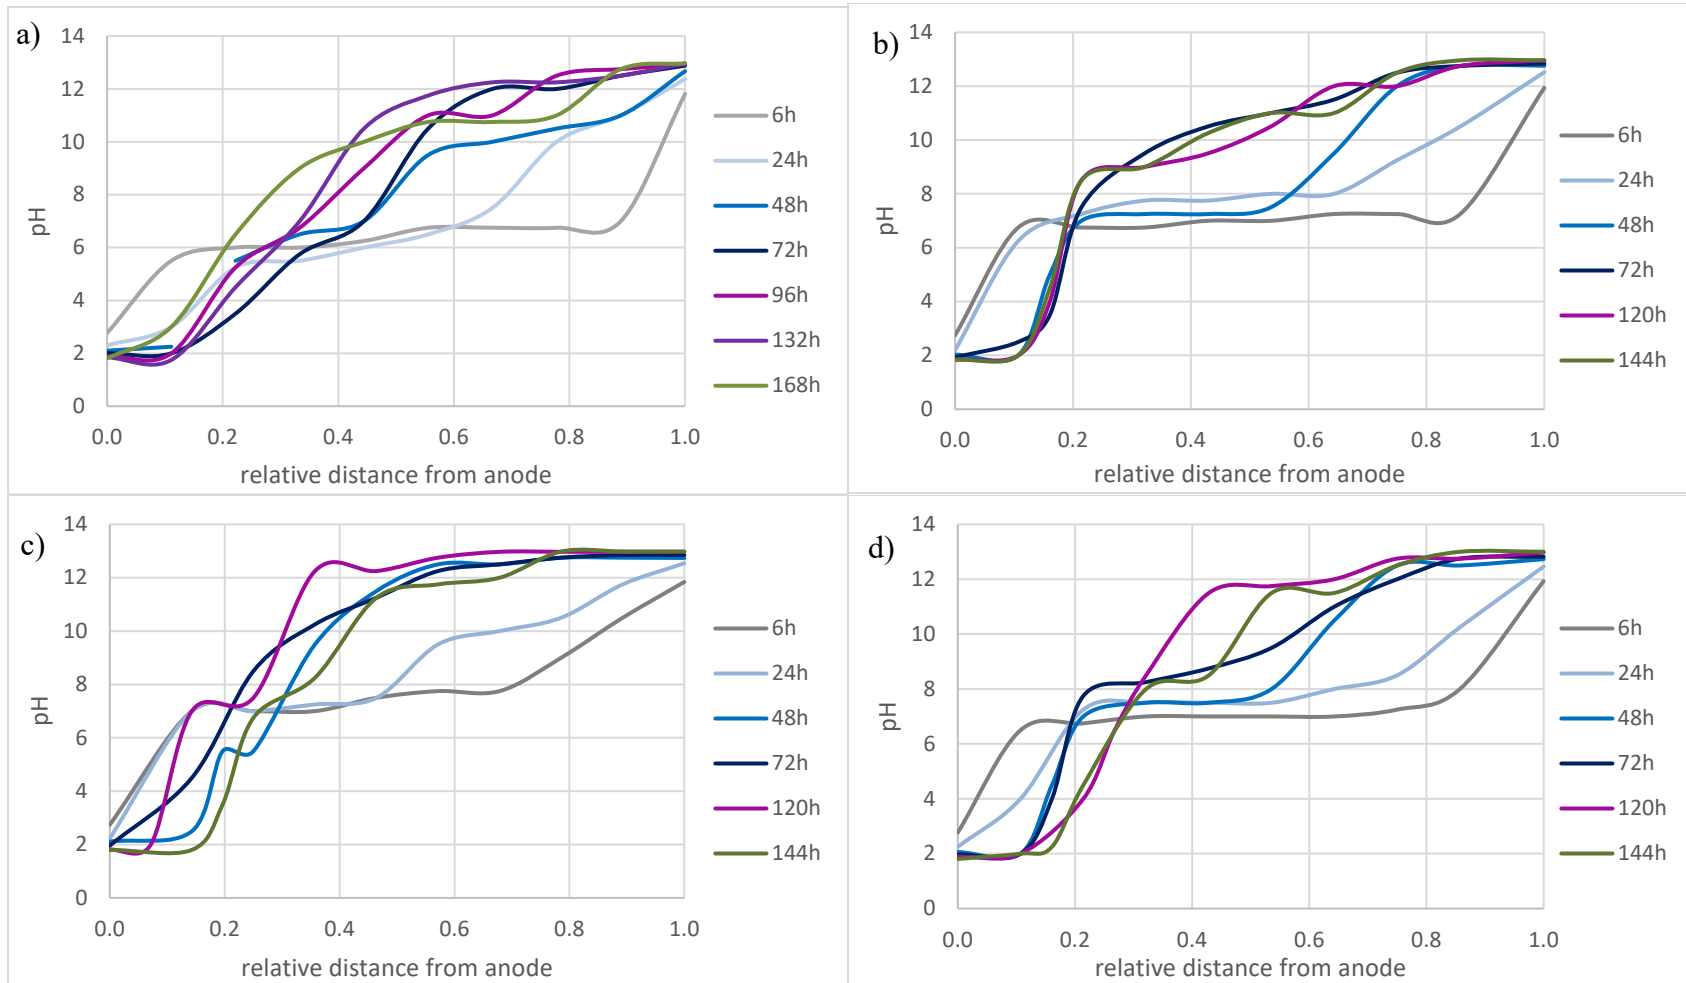 a)
14
12
10
8
6
4
2
0
pH
0.0 0.2 0.4 0.6 0.8 1.0
relative distance from anode
6h
24h
48h
72h
96h
132h
168h
b)
14
12
10
8
6
4
2
0
pH
0.0 0.2 0.4 0.6 0.8 1.0
relative distance from anode
6h
24h
48h
72h
120h
144h
c)
14
12
10
8
6
4
2
0
pH
0.0 0.2 0.4 0.6 0.8 1.0
relative distance from anode
6h
24h
48h
72h
120h
144h
d)
14
12
10
8
6
4
2
0
pH
0.0 0.2 0.4 0.6 0.8 1.0
relative distance from anode
6h
24h
48h
72h
120h
144h